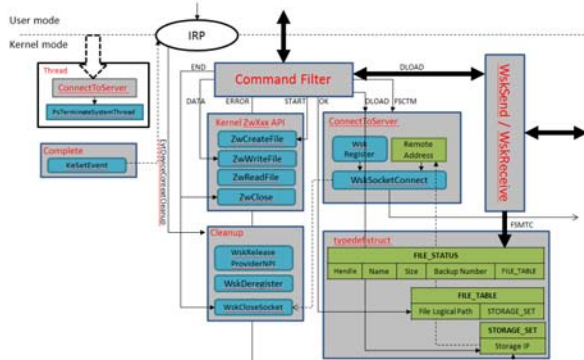 User mode
Kernel mode
IRP
Thread
ConnectToServer
PsTerminateSystemThread
Complete
KeSetEvent
EvtDeviceContextCleanup
Command Filter
END
DATA
ERROR
START
OK
DLOAD
FSCTM
DLOAD
WskSend / WskReceive
Kernel ZwXxx API
ZwCreateFile
ZwWriteFile
ZwReadFile
ZwClose
ConnectToServer
Wsk
Register
Remote
Address
WskSocketConnect
FSMTC
Cleanup
WskRelease
ProviderNPI
WskDeregister
WskCloseSocket
typedefstruct
FILE_STATUS
Handle Name Size Backup Number FILE_TABLE
FILE_TABLE
File Logical Path STORAGE_SET
STORAGE_SET
Storage IP